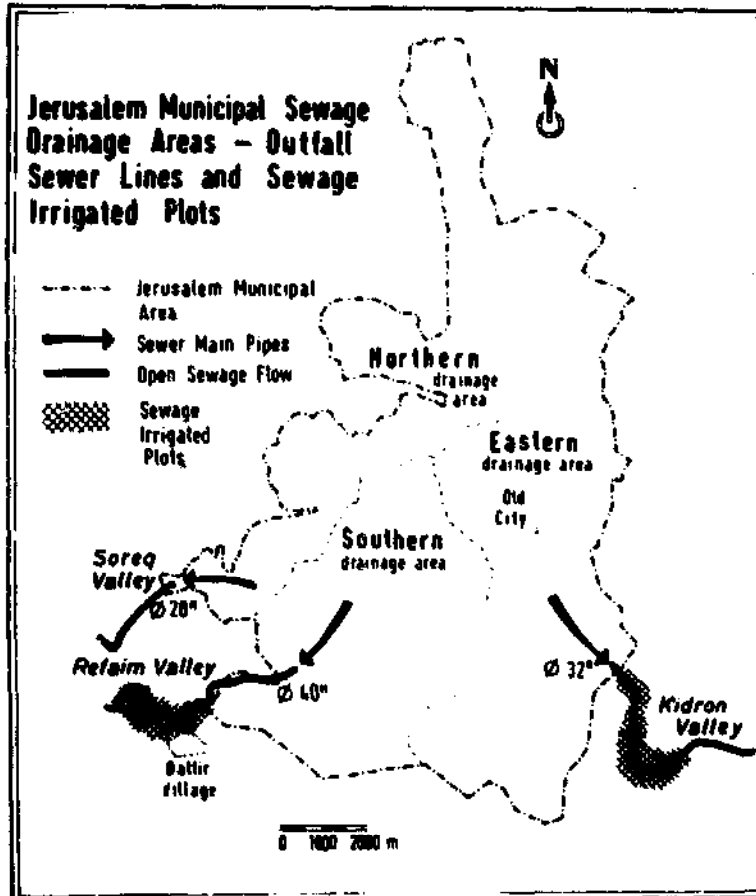 Jerusalem Municipal Sewage
Drainage Areas – Outfall
Sewer Lines and Sewage
Irrigated Plots
N
Jerusalem Municipal
Area
Sewer Main Pipes
Open Sewage Flow
Sewage
Irrigated
Plots
Northern
drainage
area
Eastern
drainage area
Old
City
Southern
drainage area
Soreq
Valley
Ø 20"
Refaim Valley
Ø 40"
Ø 32"
Kidron
Valley
Battir
Village
0 1000 2000 m